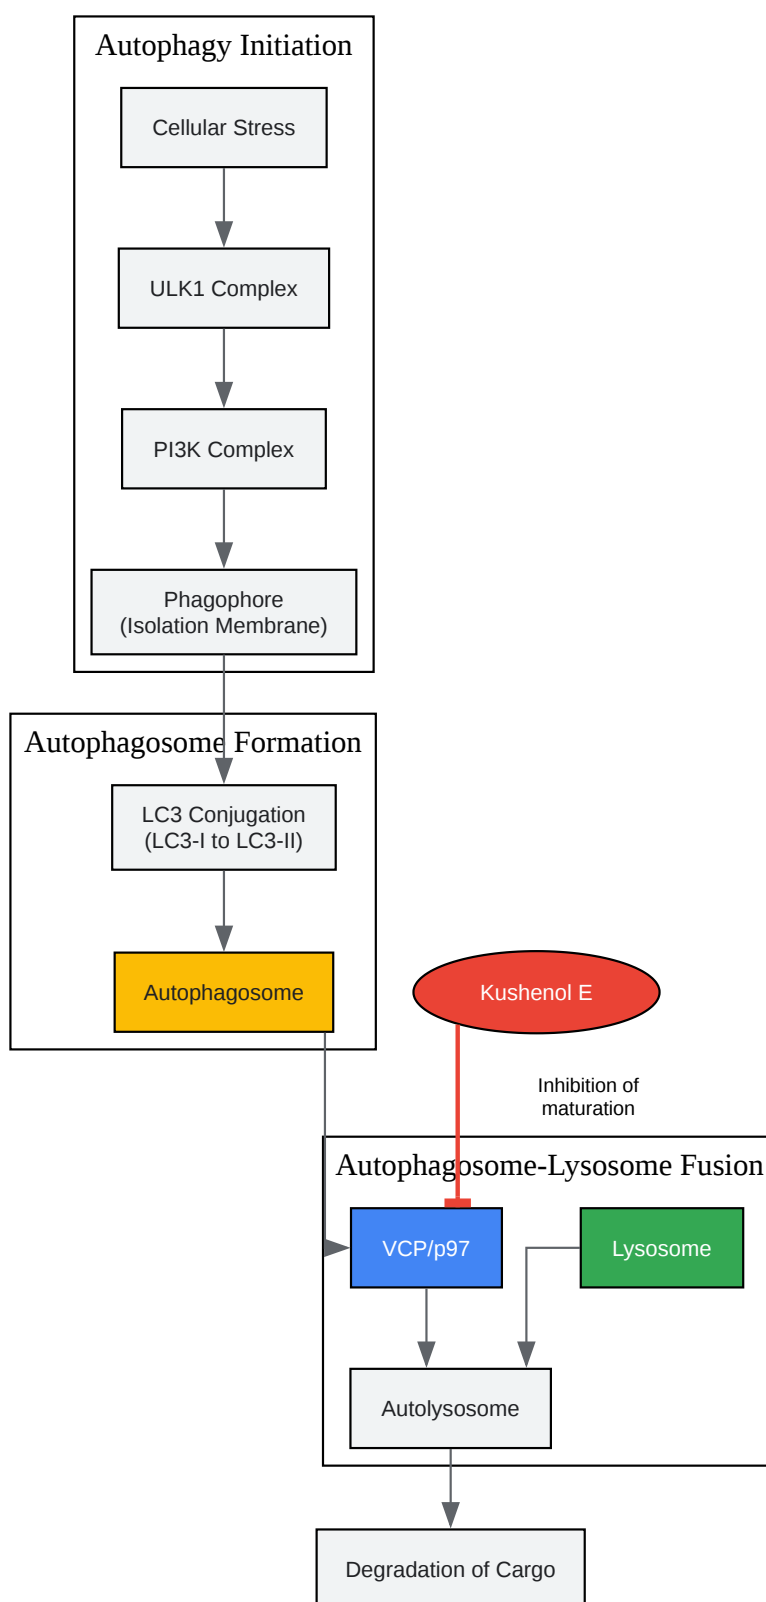 Autophagy Initiation
Cellular Stress
ULK1 Complex
PI3K Complex
Phagophore
(Isolation Membrane)
Autophagosome Formation
LC3 Conjugation
(LC3-I to LC3-II)
Autophagosome
Kushenol E
Inhibition of
maturation
Autophagosome-Lysosome Fusion
VCP/p97
Lysosome
Autolysosome
Degradation of Cargo